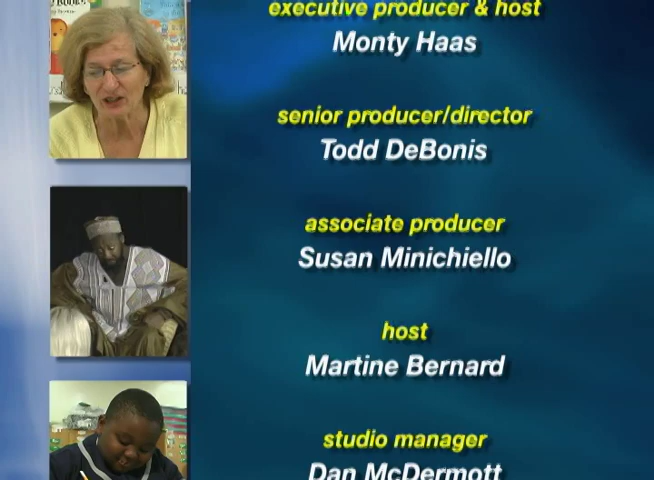 executive producer & host
Monty Haas
senior producer/director
Todd DeBonis
associate producer
Susan Minichiello
host
Martine Bernard
studio manager
Dan McDermott